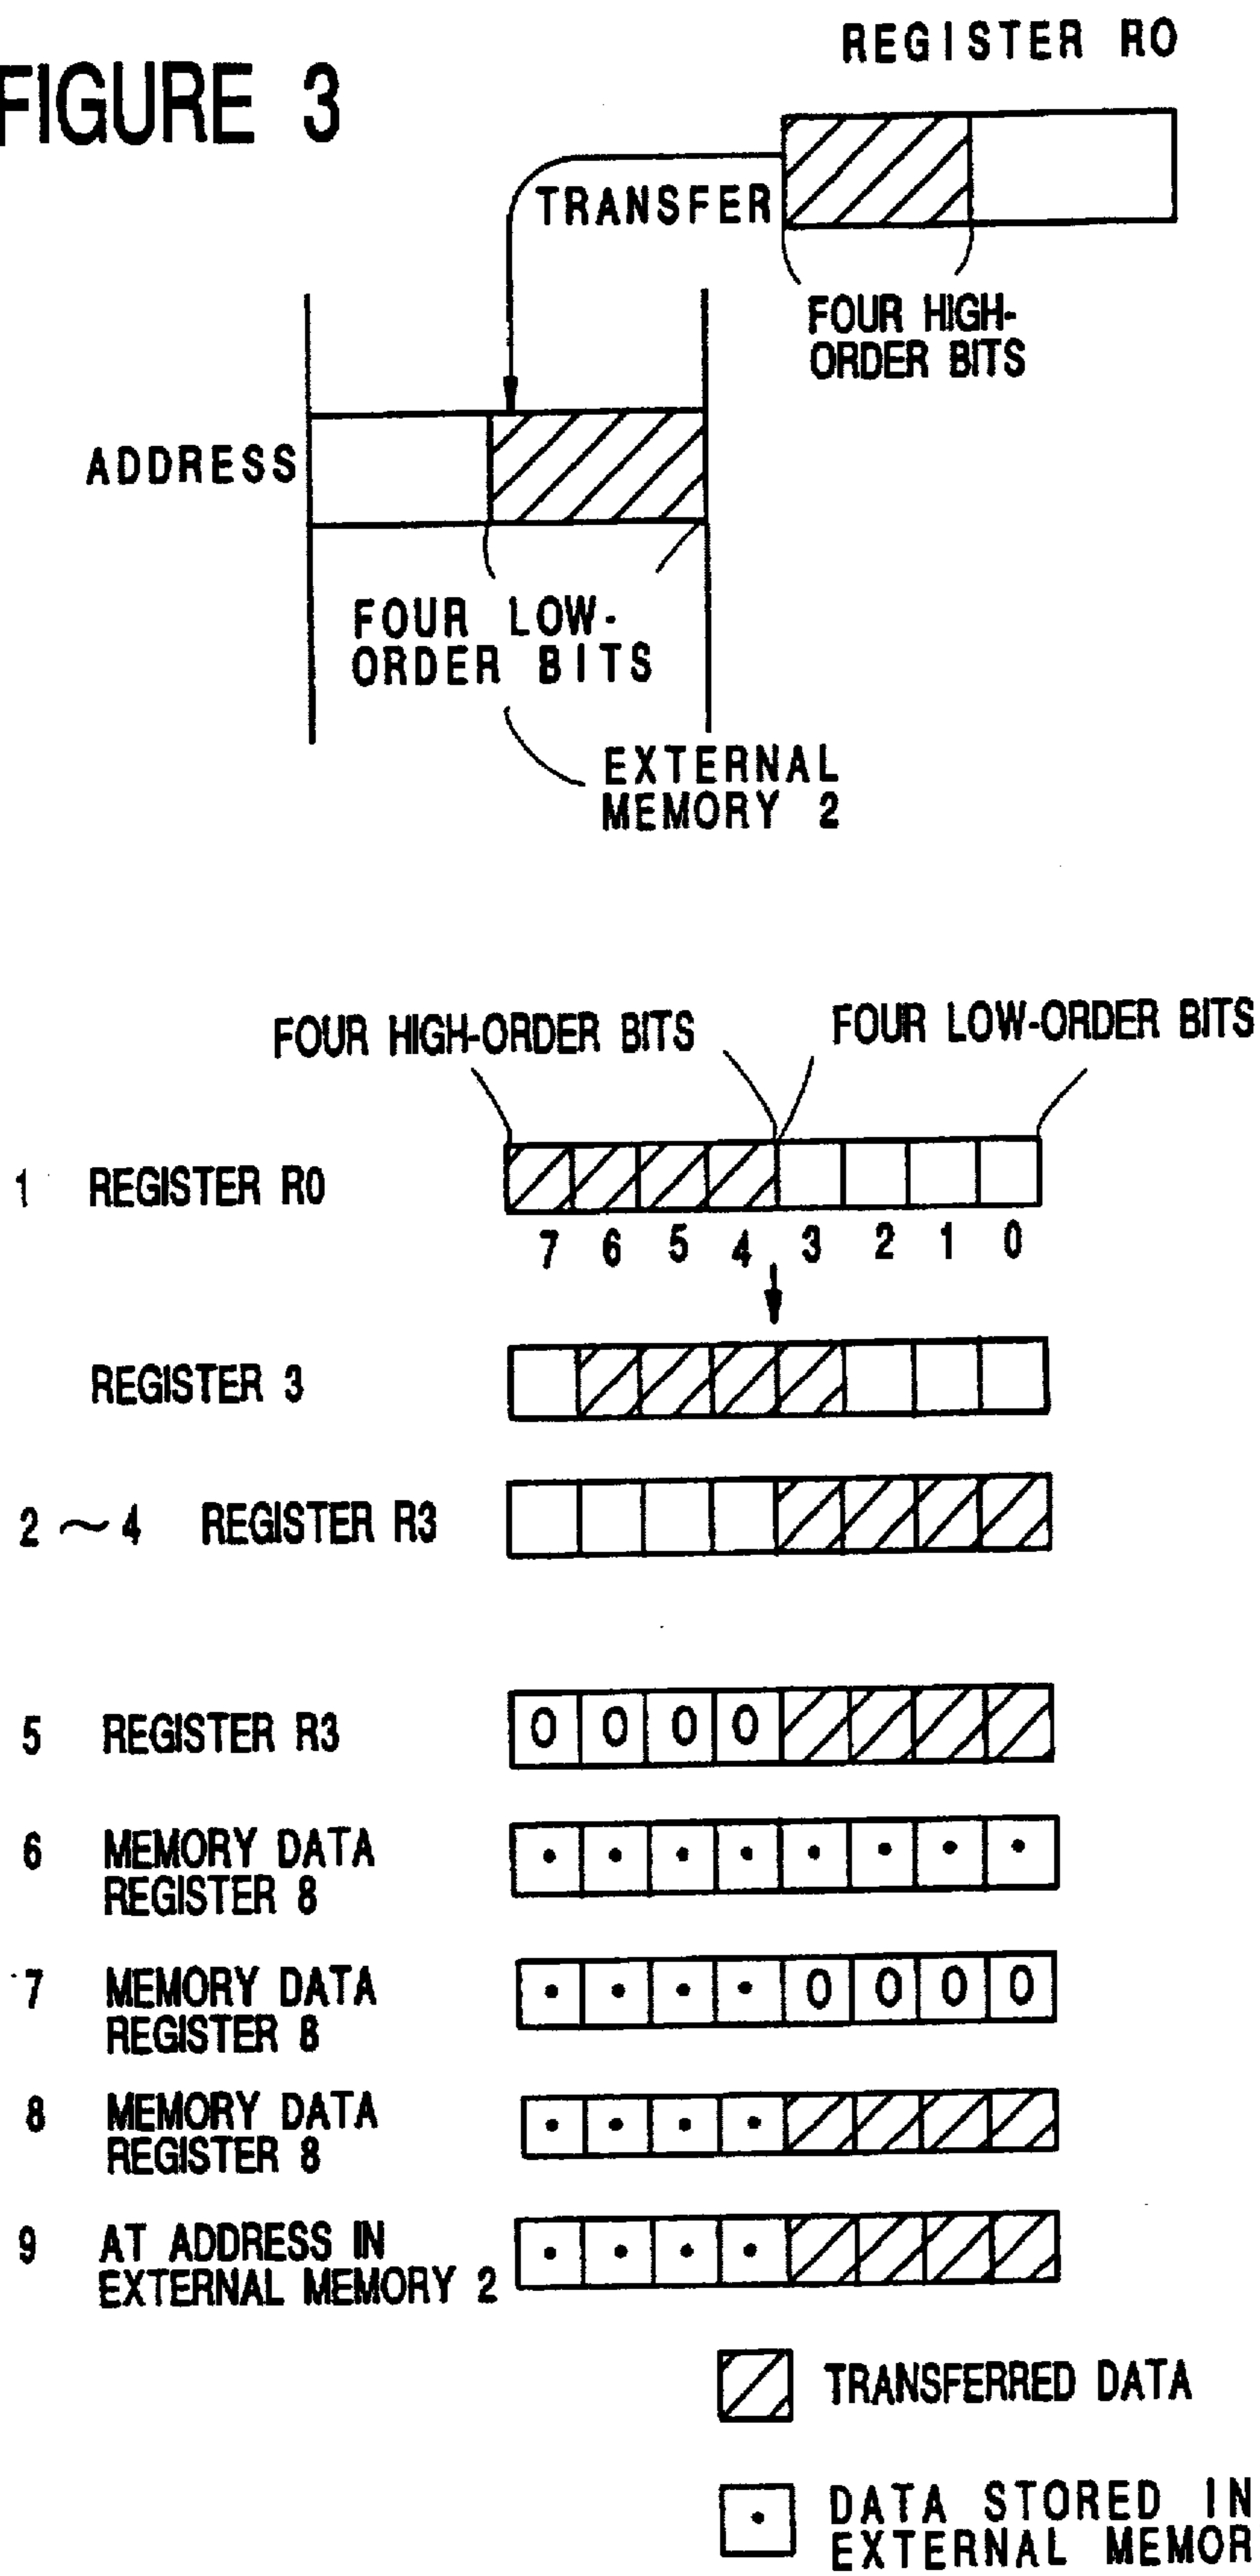 FIGURE 3
REGISTER R0
TRANSFER
FOUR HIGH-
ORDER BITS
ADDRESS
FOUR LOW-
ORDER BITS
EXTERNAL
MEMORY 2
FOUR HIGH-ORDER BITS FOUR LOW-ORDER BITS
1 REGISTER R0
7 6 5 4 3 2 1 0
REGISTER 3
2 ~ 4 REGISTER R3
5 REGISTER R3 0 0 0 0
6 MEMORY DATA
REGISTER 8
7 MEMORY DATA
REGISTER 8 0 0 0 0
8 MEMORY DATA
REGISTER 8
9 AT ADDRESS IN
EXTERNAL MEMORY 2
TRANSFERRED DATA
DATA STORED IN
EXTERNAL MEMOR